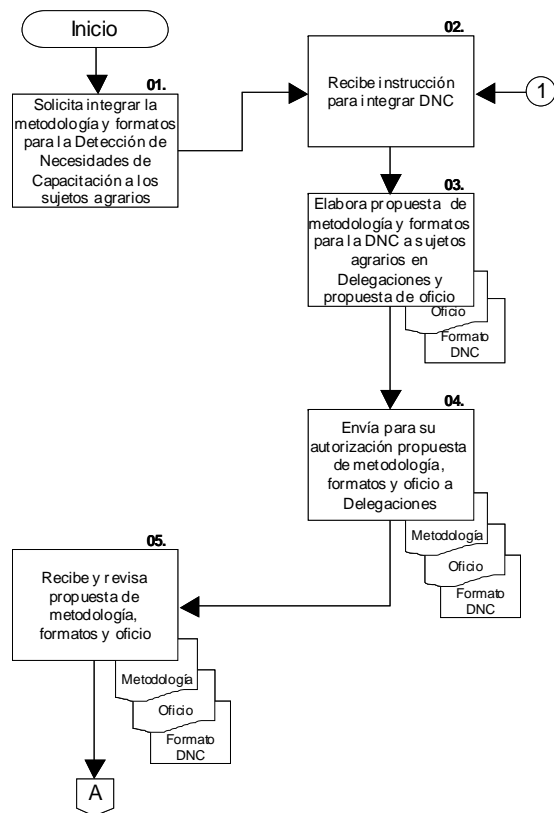 Inicio
01.
Solicita integrar la
metodología y formatos
para la Detección de
Necesidades de
Capacitación a los
sujetos agrarios
02.
Recibe instrucción
para integrar DNC
1
03.
Elabora propuesta de
metodología y formatos
para la DNC a sujetos
agrarios en
Delegaciones y
propuesta de oficio
Oficio
Formato
DNC
04.
Envía para su
autorización propuesta
de metodología,
formatos y oficio a
Delegaciones
Metodología
Oficio
Formato
DNC
05.
Recibe y revisa
propuesta de
metodología,
formatos y oficio
Metodología
Oficio
Formato
DNC
A